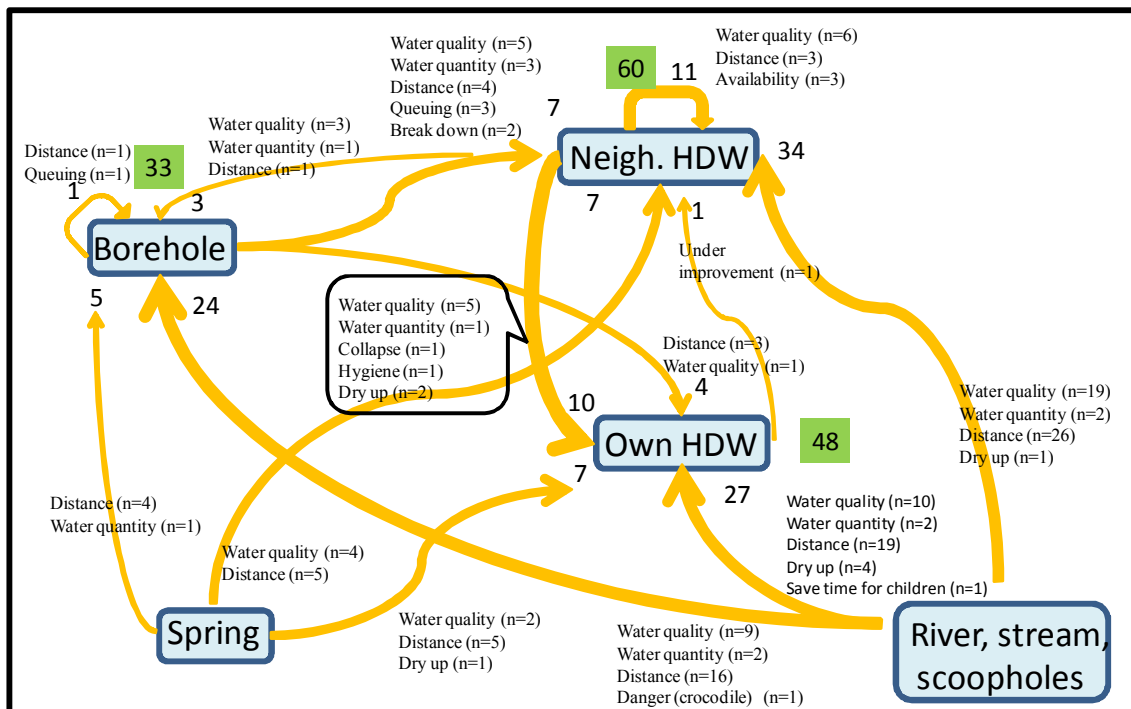 Water quality (n=5)
Water quantity (n=3)
Distance (n=4)
Queuing (n=3)
Break down (n=2)
7
60
11
Water quality (n=6)
Distance (n=3)
Availability (n=3)
Neigh. HDW
34
7
1
Under
improvement (n=1)
Water quality (n=3)
Water quantity (n=1)
Distance (n=1)
Distance (n=1)
Queuing (n=1)
1
33
3
Borehole
5
24
Water quality (n=5)
Water quantity (n=1)
Collapse (n=1)
Hygiene (n=1)
Dry up (n=2)
Distance (n=3)
Water quality (n=1)
4
10
Own HDW
48
7
27
Water quality (n=19)
Water quantity (n=2)
Distance (n=26)
Dry up (n=1)
Water quality (n=10)
Water quantity (n=2)
Distance (n=19)
Dry up (n=4)
Save time for children (n=1)
Distance (n=4)
Water quantity (n=1)
Water quality (n=4)
Distance (n=5)
Spring
Water quality (n=2)
Distance (n=5)
Dry up (n=1)
Water quality (n=9)
Water quantity (n=2)
Distance (n=16)
Danger (crocodile) (n=1)
River, stream,
scoopholes